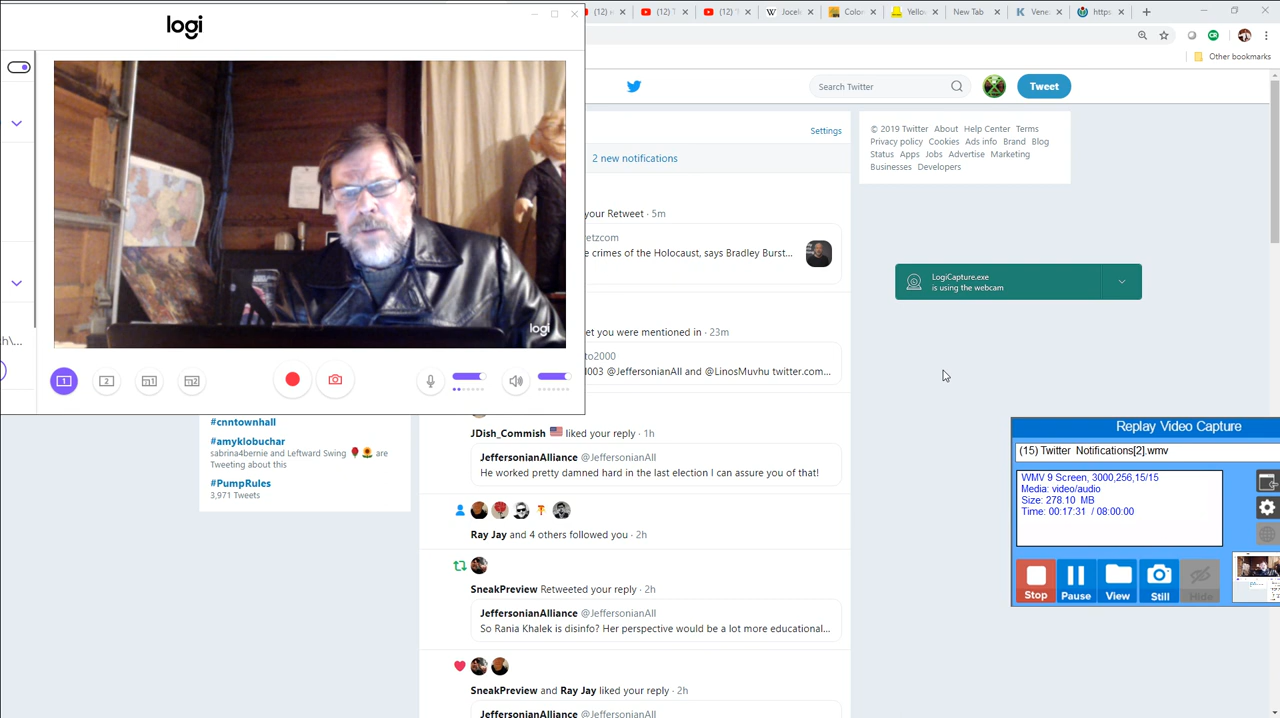 logi
(12)
(12) T
(12) "
Jocel
Color
Yello
New Tab
Vene
https
Other bookmarks
Search Twitter
Tweet
Settings
© 2019 Twitter About Help Center Terms
Privacy policy Cookies Ads info Brand Blog
Status Apps Jobs Advertise Marketing
Businesses Developers
2 new notifications
your Retweet · 5m
retzcom
e crimes of the Holocaust, says Bradley Burst...
LogiCapture.exe
is using the webcam
et you were mentioned in · 23m
to2000
003 @JeffersonianAll and @LinosMuvhu twitter.com...
h\...
logi
1
2
1
2
#cnntownhall
#amyklobuchar
sabrina4bernie and Leftward Swing 🌹🌻 are
Tweeting about this
#PumpRules
3,971 Tweets
JDish_Commish 🇺🇸 liked your reply · 1h
JeffersonianAlliance @JeffersonianAll
He worked pretty damned hard in the last election I can assure you of that!
Ray Jay and 4 others followed you · 2h
SneakPreview Retweeted your reply · 2h
JeffersonianAlliance @JeffersonianAll
So Rania Khalek is disinfo? Her perspective would be a lot more educational...
SneakPreview and Ray Jay liked your reply · 2h
JeffersonianAlliance @JeffersonianAll
Replay Video Capture
(15) Twitter Notifications[2].wmv
WMV 9 Screen, 3000,256,15/15
Media: video/audio
Size: 278.10 MB
Time: 00:17:31 / 08:00:00
Stop
Pause
View
Still
Hide